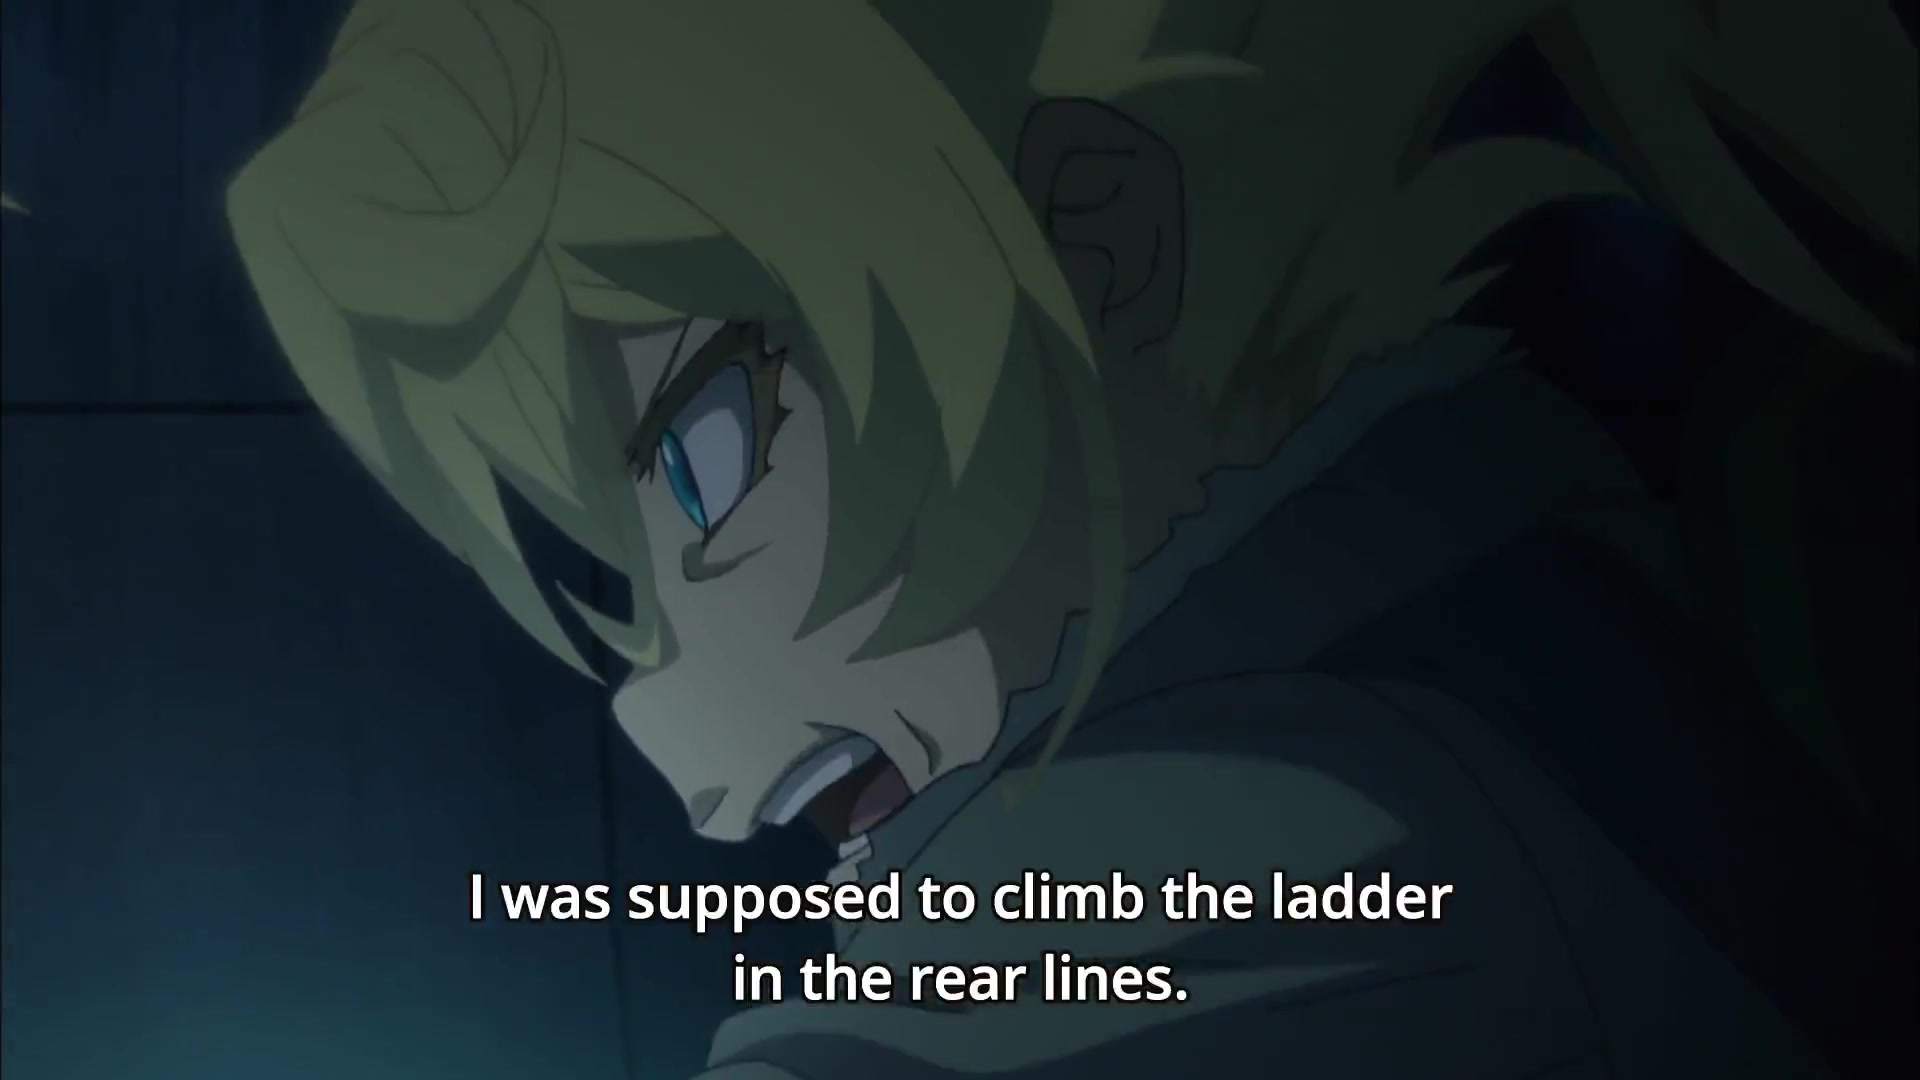 I was supposed to climb the ladder
in the rear lines.